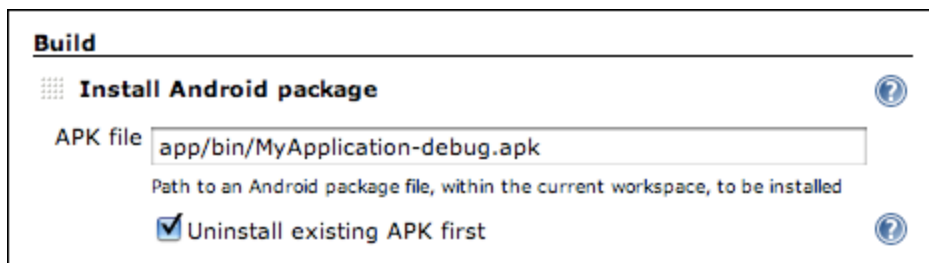 Build
Install Android package
APK file app/bin/MyApplication-debug.apk
Path to an Android package file, within the current workspace, to be installed
Uninstall existing APK first